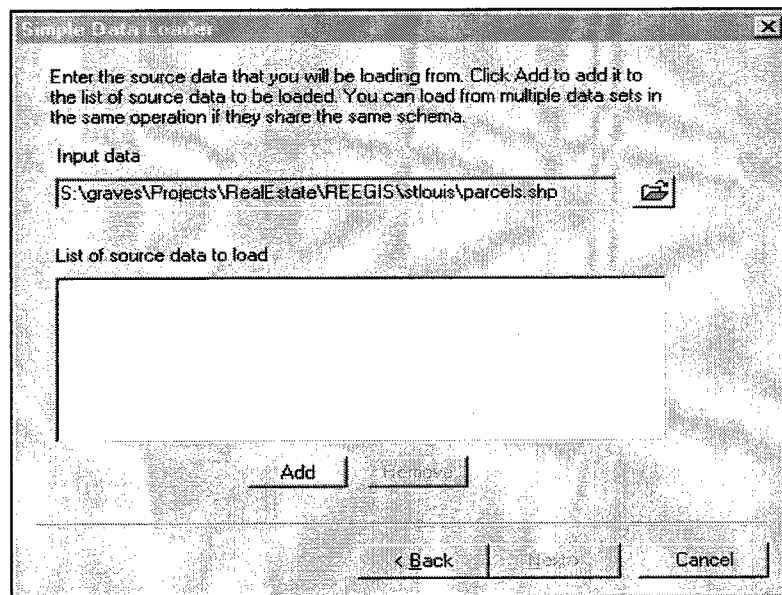 Simple Data Loader
Enter the source data that you will be loading from. Click Add to add it to
the list of source data to be loaded. You can load from multiple data sets in
the same operation if they share the same schema.
Input data
S:\graves\Projects\RealEstate\REEGIS\stlouis\parcels.shp
List of source data to load
Add Remove
< Back Next > Cancel